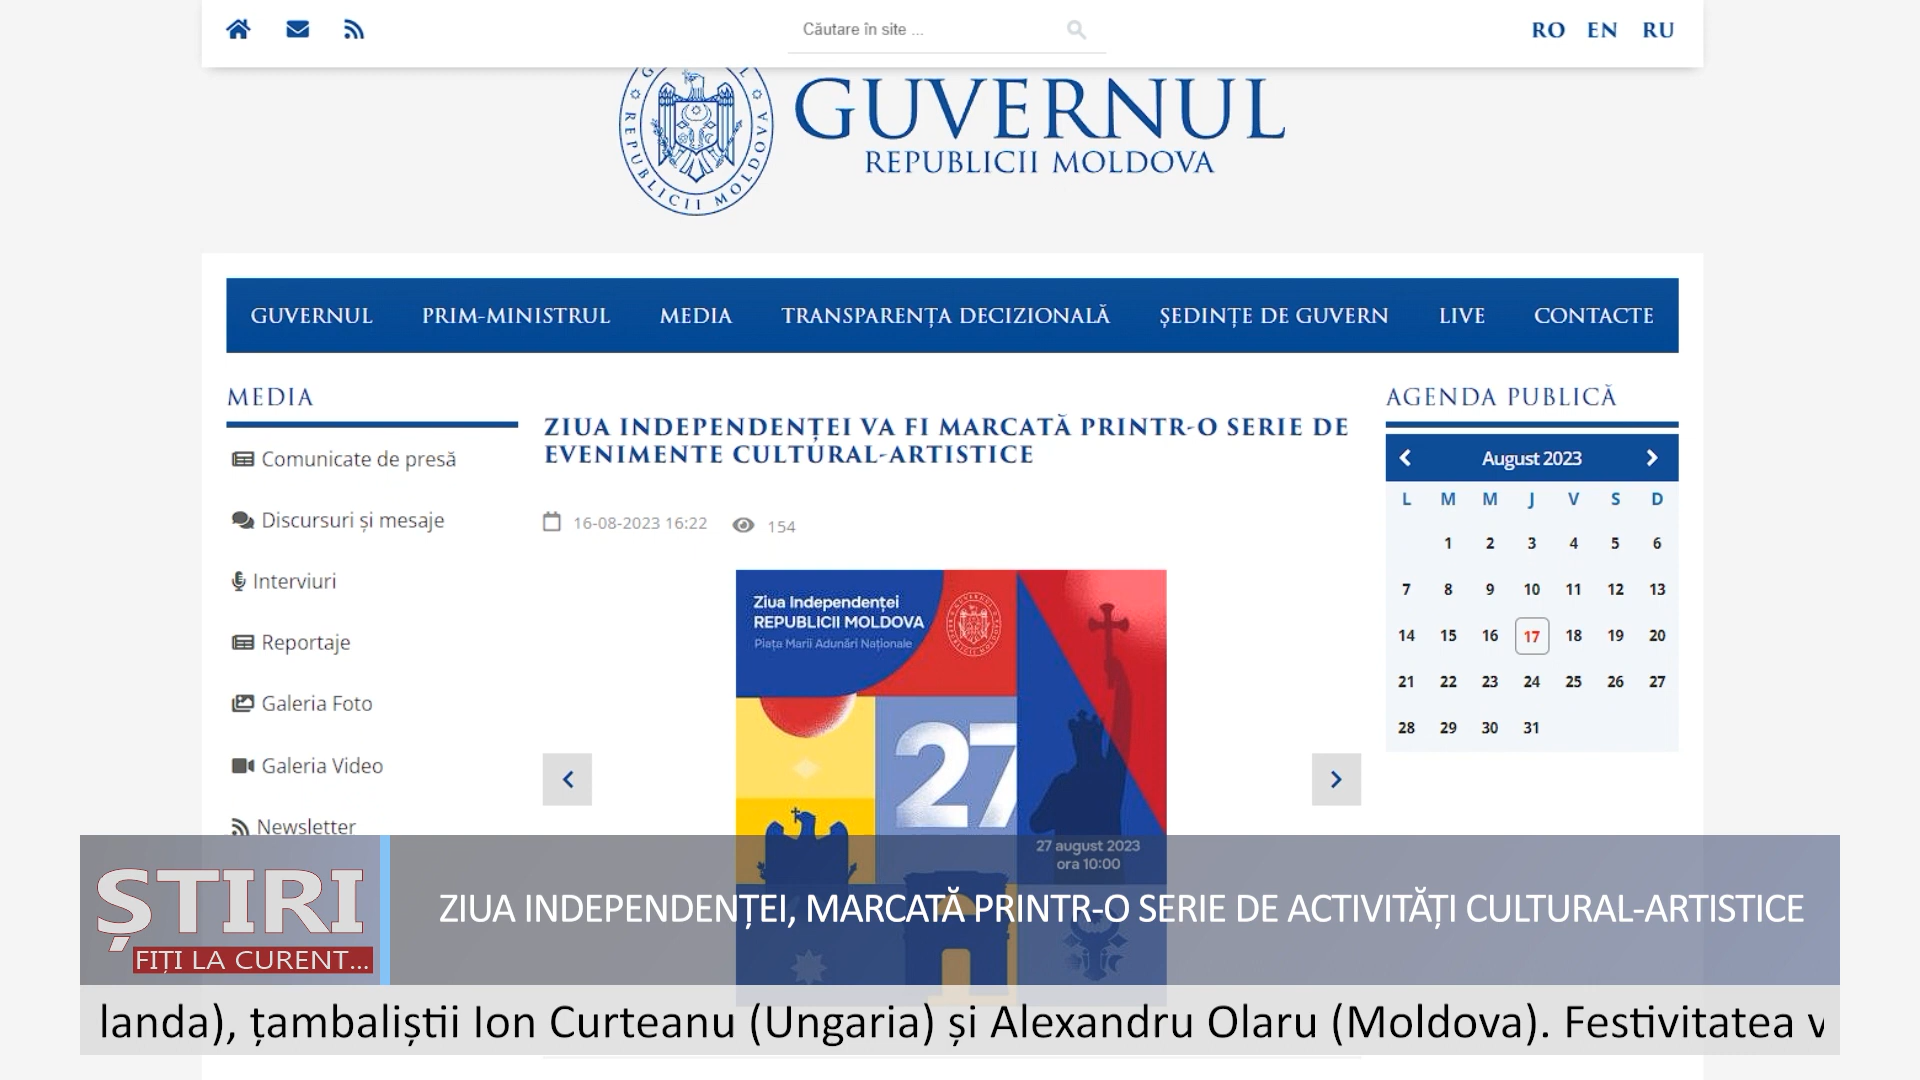 Căutare în site ...
RO EN RU
REPUBLICII MOLDOVA
GUVERNUL
REPUBLICII MOLDOVA
GUVERNUL PRIM-MINISTRUL MEDIA TRANSPARENȚA DECIZIONALĂ ȘEDINȚE DE GUVERN LIVE CONTACTE
MEDIA
Comunicate de presă
Discursuri și mesaje
Interviuri
Reportaje
Galeria Foto
Galeria Video
Newsletter
ZIUA INDEPENDENȚEI VA FI MARCATĂ PRINTR-O SERIE DE
EVENIMENTE CULTURAL-ARTISTICE
16-08-2023 16:22 154
Ziua Independenței
REPUBLICII MOLDOVA
Piața Marii Adunări Naționale
27
27 august 2023
ora 10:00
AGENDA PUBLICĂ
August 2023
L M M J V S D
1 2 3 4 5 6
7 8 9 10 11 12 13
14 15 16 17 18 19 20
21 22 23 24 25 26 27
28 29 30 31
ȘTIRI
FIȚI LA CURENT...
ZIUA INDEPENDENȚEI, MARCATĂ PRINTR-O SERIE DE ACTIVITĂȚI CULTURAL-ARTISTICE
landa), țambaliștii Ion Curteanu (Ungaria) și Alexandru Olaru (Moldova). Festivitatea v